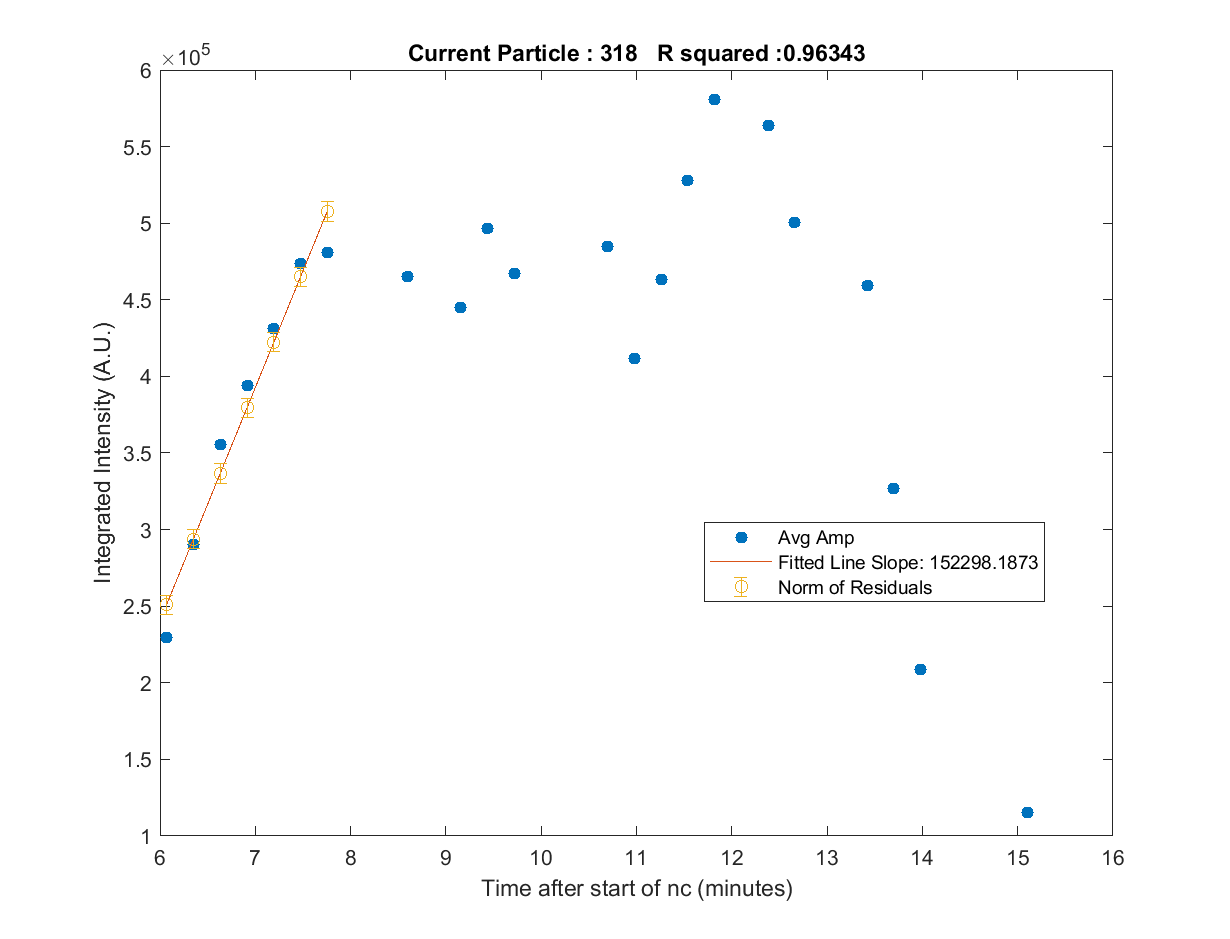 Current Particle : 318 R squared :0.96343
×10^5
6
5.5
5
4.5
4
3.5
3
2.5
2
1.5
1
Integrated Intensity (A.U.)
Avg Amp
Fitted Line Slope: 152298.1873
Norm of Residuals
6 7 8 9 10 11 12 13 14 15 16
Time after start of nc (minutes)